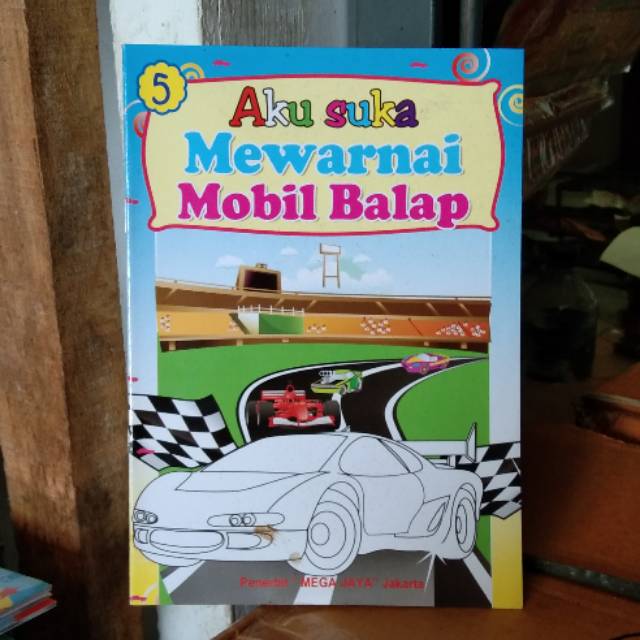 5
Aku suka
Mewarnai
Mobil Balap
Penerbit "MEGA JAYA" Jakarta